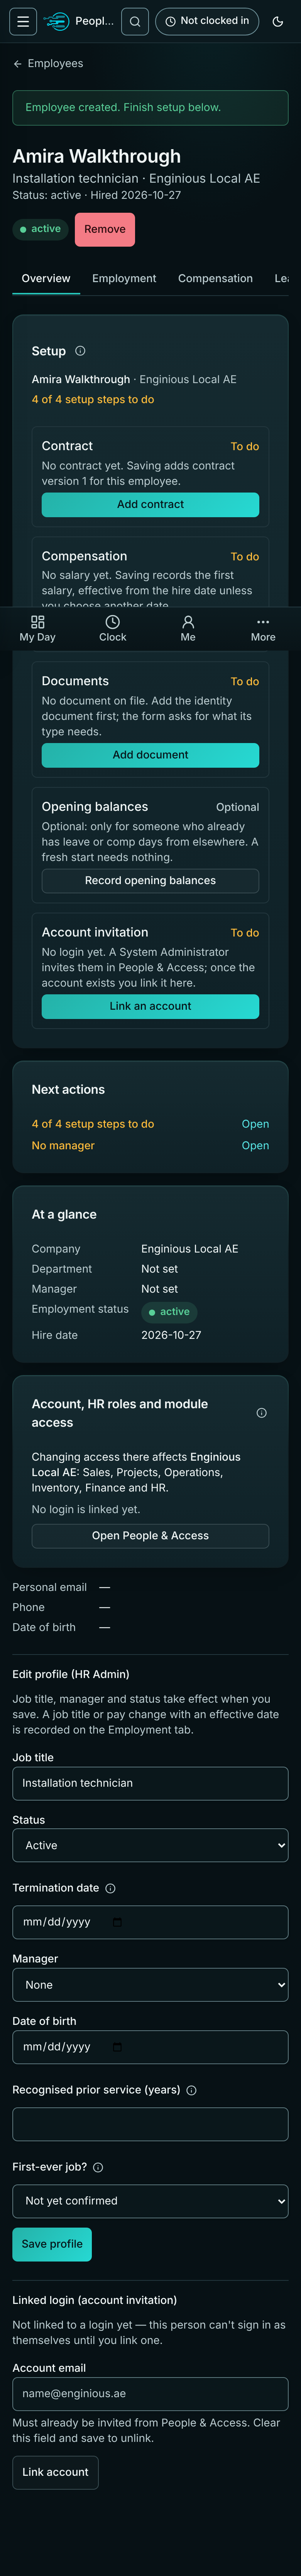 Peopl...
Not clocked in
← Employees
Employee created. Finish setup below.
Amira Walkthrough
Installation technician · Enginious Local AE
Status: active · Hired 2026-10-27
active
Remove
Overview
Employment
Compensation
Lea
Setup
Amira Walkthrough · Enginious Local AE
4 of 4 setup steps to do
Contract
To do
No contract yet. Saving adds contract
version 1 for this employee.
Add contract
Compensation
To do
No salary yet. Saving records the first
salary, effective from the hire date unless
you choose another date.
My Day
Clock
Me
More
Documents
To do
No document on file. Add the identity
document first; the form asks for what its
type needs.
Add document
Opening balances
Optional
Optional: only for someone who already
has leave or comp days from elsewhere. A
fresh start needs nothing.
Record opening balances
Account invitation
To do
No login yet. A System Administrator
invites them in People & Access; once the
account exists you link it here.
Link an account
Next actions
4 of 4 setup steps to do
Open
No manager
Open
At a glance
Company
Enginious Local AE
Department
Not set
Manager
Not set
Employment status
active
Hire date
2026-10-27
Account, HR roles and module
access
Changing access there affects Enginious
Local AE: Sales, Projects, Operations,
Inventory, Finance and HR.
No login is linked yet.
Open People & Access
Personal email —
Phone —
Date of birth —
Edit profile (HR Admin)
Job title, manager and status take effect when you
save. A job title or pay change with an effective date
is recorded on the Employment tab.
Job title
Installation technician
Status
Active
Termination date
mm/dd/yyyy
Manager
None
Date of birth
mm/dd/yyyy
Recognised prior service (years)
First-ever job?
Not yet confirmed
Save profile
Linked login (account invitation)
Not linked to a login yet — this person can't sign in as
themselves until you link one.
Account email
name@enginious.ae
Must already be invited from People & Access. Clear
this field and save to unlink.
Link account